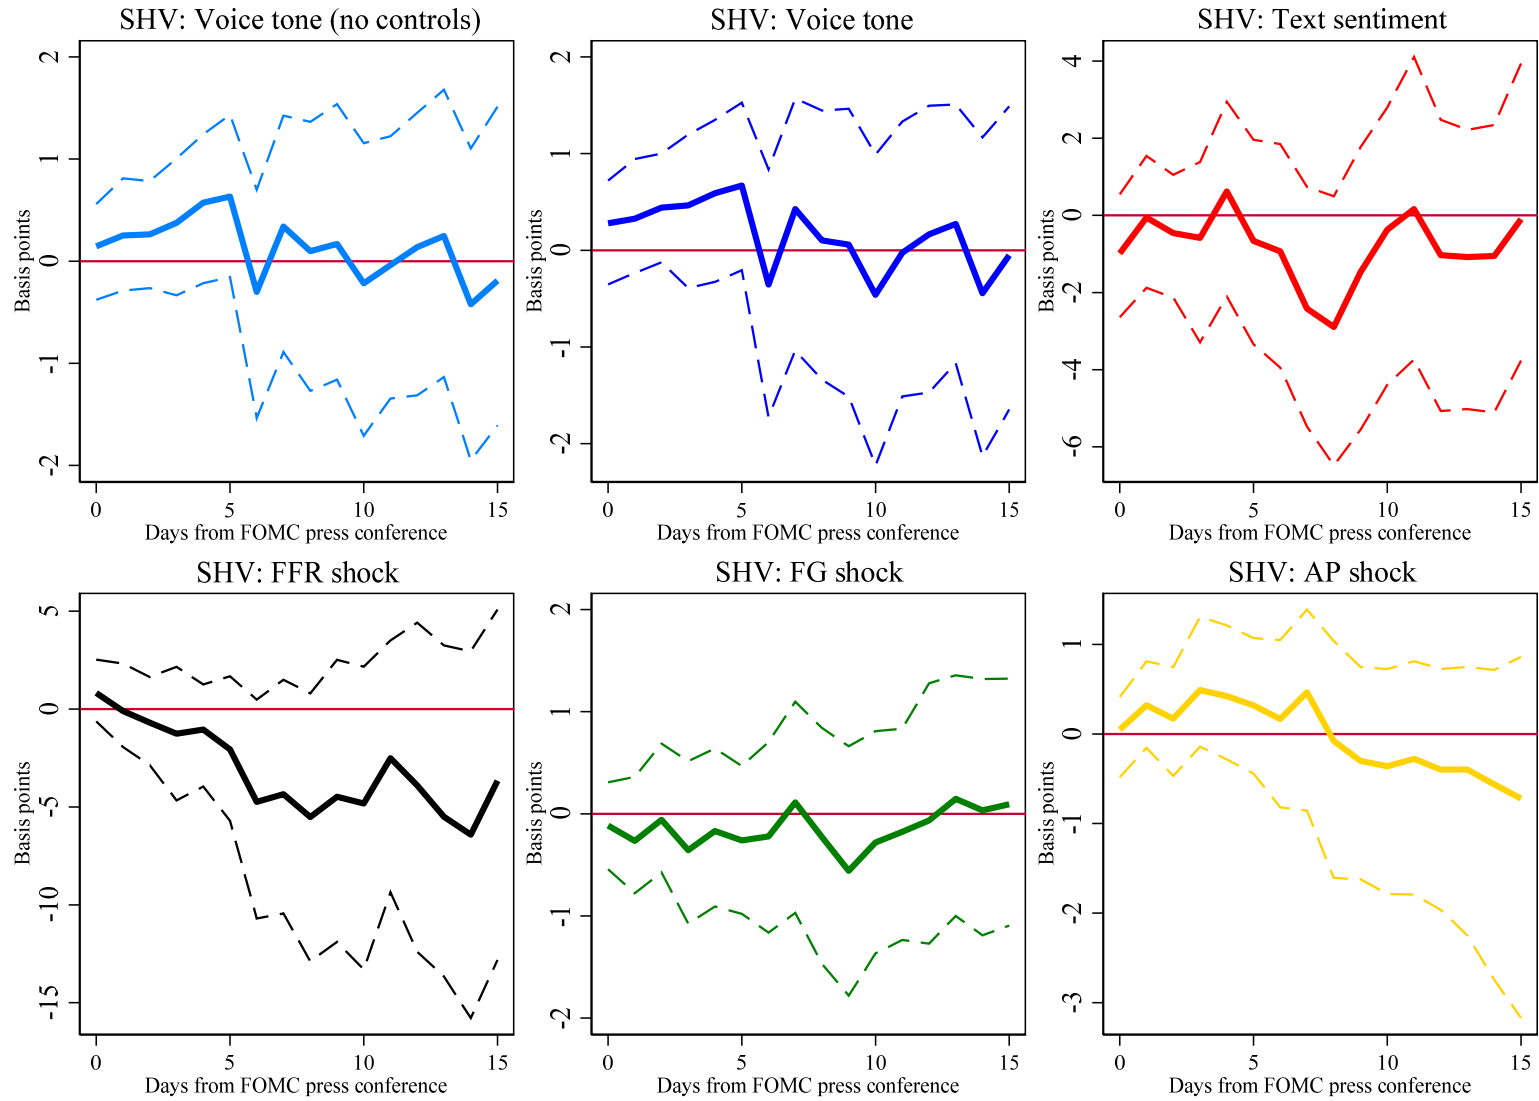 SHV: Voice tone (no controls)
2
1
0
-1
-2
Basis points
0 5 10 15
Days from FOMC press conference
SHV: Voice tone
2
1
0
-1
-2
Basis points
0 5 10 15
Days from FOMC press conference
SHV: Text sentiment
4
2
0
-2
-4
-6
Basis points
0 5 10 15
Days from FOMC press conference
SHV: FFR shock
5
0
-5
-10
-15
Basis points
0 5 10 15
Days from FOMC press conference
SHV: FG shock
2
1
0
-1
-2
Basis points
0 5 10 15
Days from FOMC press conference
SHV: AP shock
1
0
-1
-2
-3
Basis points
0 5 10 15
Days from FOMC press conference